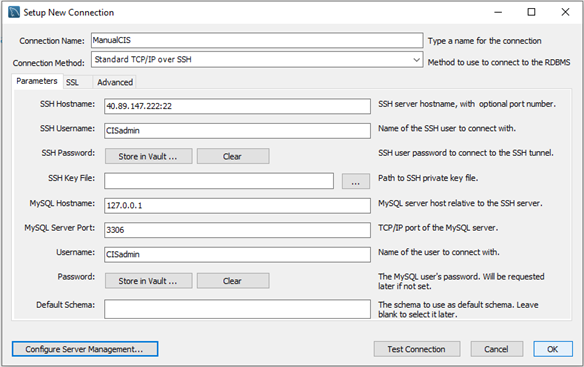 Setup New Connection
Connection Name: ManualCIS Type a name for the connection
Connection Method: Standard TCP/IP over SSH Method to use to connect to the RDBMS
Parameters SSL Advanced
SSH Hostname: 40.89.147.222:22 SSH server hostname, with optional port number.
SSH Username: CISadmin Name of the SSH user to connect with.
SSH Password: Store in Vault ... Clear SSH user password to connect to the SSH tunnel.
SSH Key File: ... Path to SSH private key file.
MySQL Hostname: 127.0.0.1 MySQL server host relative to the SSH server.
MySQL Server Port: 3306 TCP/IP port of the MySQL server.
Username: CISadmin Name of the user to connect with.
Password: Store in Vault ... Clear The MySQL user's password. Will be requested
later if not set.
Default Schema: The schema to use as default schema. Leave
blank to select it later.
Configure Server Management... Test Connection Cancel OK